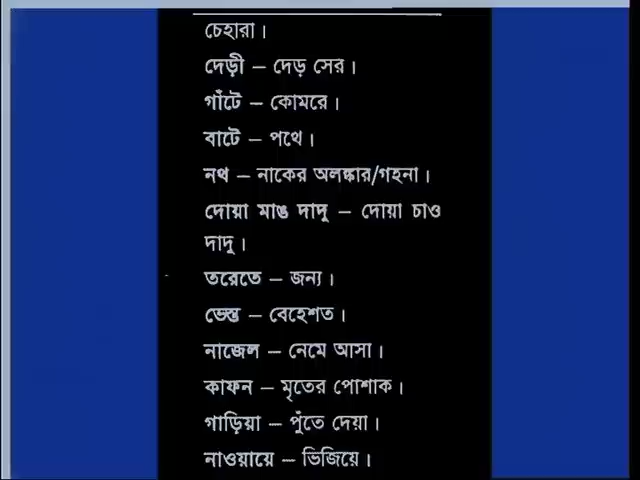 চেহারা।
দেড়ী – দেড় সের।
গাঁটে – কোমরে।
বাটে – পথে।
নথ – নাকের অলঙ্কার/গহনা।
দোয়া মাঙ দাদু – দোয়া চাও
দাদু।
তরেতে – জন্য।
ভেস্ত – বেহেশত।
নাজেল – নেমে আসা।
কাফন – মৃতের পোশাক।
গাড়িয়া – পুঁতে দেয়া।
নাওয়ায়ে – ভিজিয়ে।